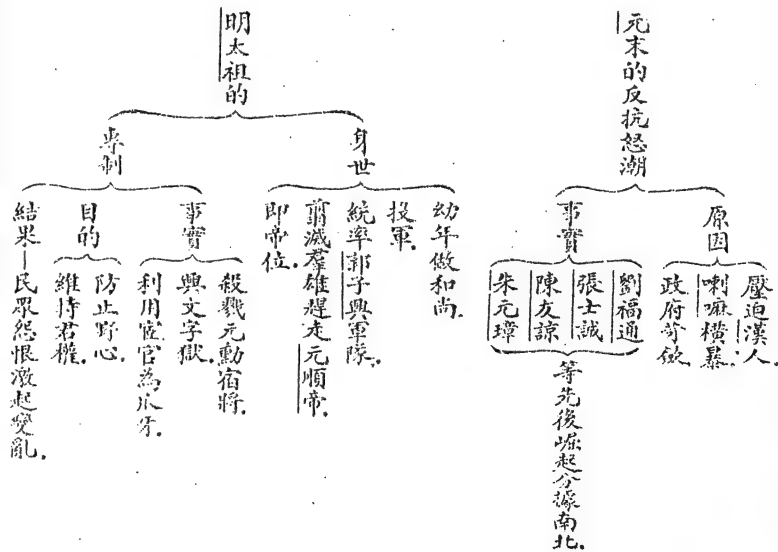 元末的反抗怒潮
原因
壓迫漢人.
喇嘛橫暴.
政府苛歛.
事實
劉福通
張士誠
陳友諒
朱元璋
等先後崛起分據南北.
明太祖的
身世
幼年做和尚.
投軍.
統率郭子興軍隊.
翦滅羣雄趕走元順帝.
即帝位.
專制
事實
殺戮元勳宿將.
興文字獄.
利用宦官為爪牙.
目的
防止野心.
維持君權.
結果—民眾怨恨激起變亂.